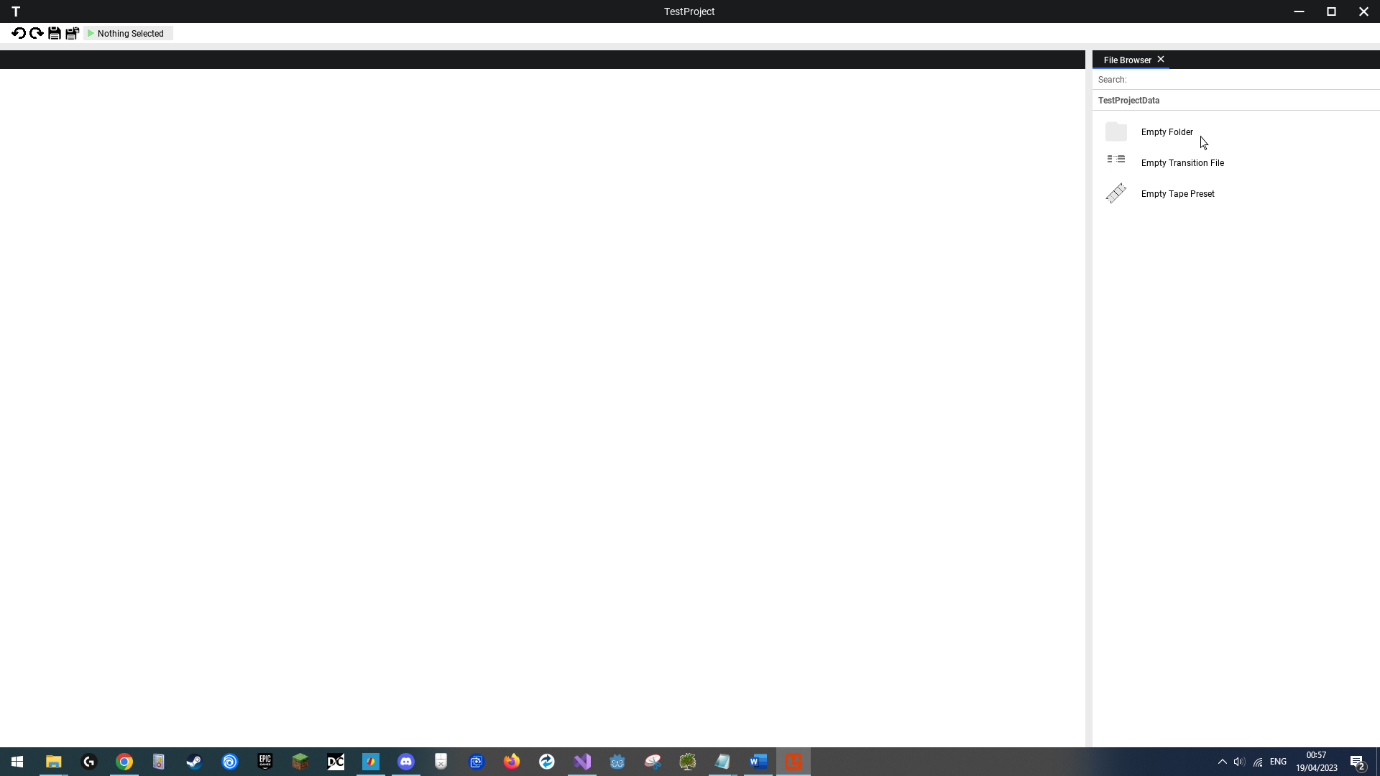 T
TestProject
Nothing Selected
File Browser
Search:
TestProjectData
Empty Folder
Empty Transition File
Empty Tape Preset
EPIC
DC
ENG
00:57
19/04/2023
2